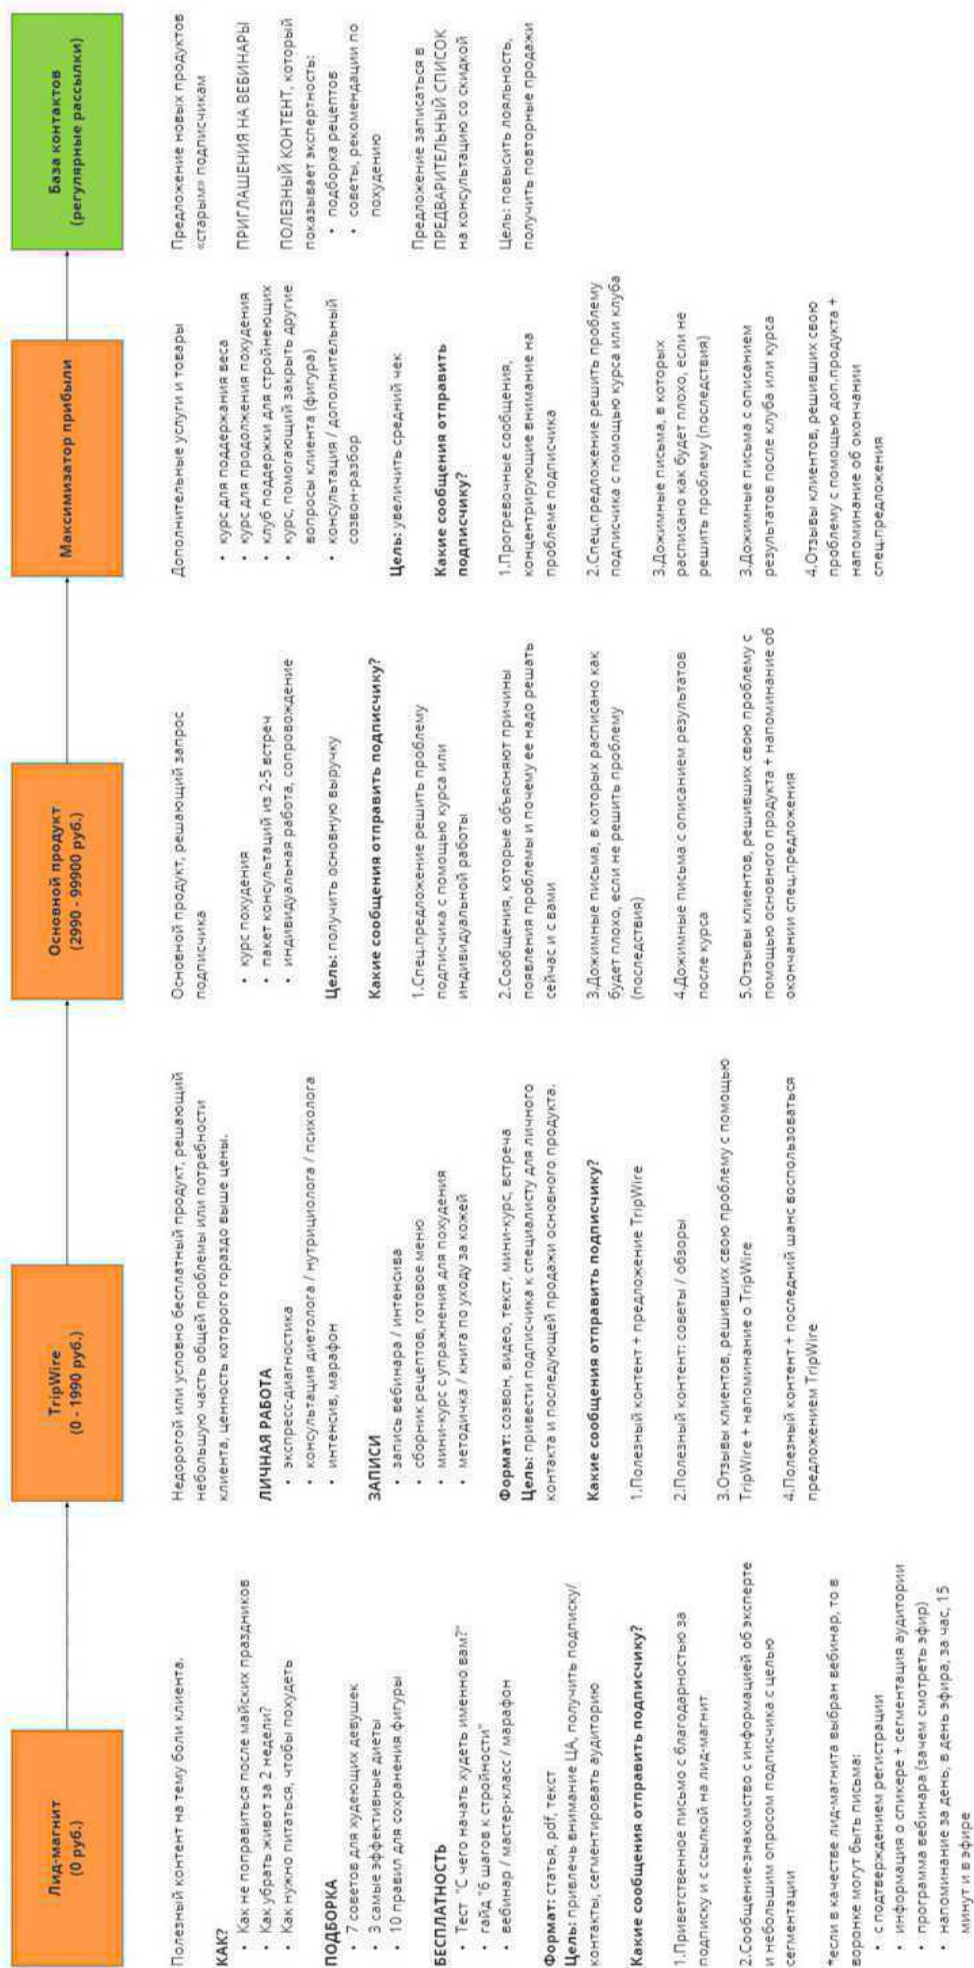 Лид-магнит
(0 руб.)
Полезный контент на тему боли клиента.
КАК?
• Как не поправиться после майских праздников
• Как убрать живот за 2 недели?
• Как нужно питаться, чтобы похудеть
ПОДБОРКА
• 7 советов для худеющих девушек
• 3 самые эффективные диеты
• 10 правил для сохранения фигуры
БЕСПЛАТНОСТЬ
• Тест "С чего начать худеть именно вам?"
• гайд "6 шагов к стройности"
• вебинар / мастер-класс / марафон
Формат: статья, pdf, текст
Цель: привлечь внимание ЦА, получить подписку/
контакты, сегментировать аудиторию
Какие сообщения отправить подписчику?
1.Приветственное письмо с благодарностью за
подписку и с ссылкой на лид-магнит
2.Сообщение-знакомство с информацией об эксперте
и небольшим опросом подписчика с целью
сегментации
*если в качестве лид-магнита выбран вебинар, то в
воронке могут быть письма:
• с подтверждением регистрации
• информация о спикере + сегментация аудитории
• программа вебинара (зачем смотреть эфир)
• напоминание за день, в день эфира, за час, 15
минут и в эфире
TripWire
(0 - 1990 руб.)
Недорогой или условно бесплатный продукт, решающий
небольшую часть общей проблемы или потребности
клиента, ценность которого гораздо выше цены.
ЛИЧНАЯ РАБОТА
• экспресс-диагностика
• консультация диетолога / нутрициолога / психолога
• интенсив, марафон
ЗАПИСИ
• запись вебинара / интенсива
• сборник рецептов, готовое меню
• мини-курс с упражнения для похудения
• методичка / книга по уходу за кожей
Формат: созвон, видео, текст, мини-курс, встреча
Цель: привести подписчика к специалисту для личного
контакта и последующей продажи основного продукта.
Какие сообщения отправить подписчику?
1.Полезный контент + предложение TripWire
2.Полезный контент: советы / обзоры
3.Отзывы клиентов, решивших свою проблему с помощью
TripWire + напоминание о TripWire
4.Полезный контент + последний шанс воспользоваться
предложением TripWire
Основной продукт
(2990 - 99900 руб.)
Основной продукт, решающий запрос
подписчика
• курс похудения
• пакет консультаций из 2-5 встреч
• индивидуальная работа, сопровождение
Цель: получить основную выручку
Какие сообщения отправить подписчику?
1.Спец.предложение решить проблему
подписчика с помощью курса или
индивидуальной работы
2.Сообщения, которые объясняют причины
появления проблемы и почему ее надо решать
сейчас и с вами
3.Дожимные письма, в которых расписано как
будет плохо, если не решить проблему
(последствия)
4.Дожимные письма с описанием результатов
после курса
5.Отзывы клиентов, решивших свою проблему с
помощью основного продукта + напоминание об
окончании спец.предложения
Максимизатор прибыли
Дополнительные услуги и товары
• курс для поддержания веса
• курс для продолжения похудения
• клуб поддержки для стройнеющих
• курс, помогающий закрыть другие
вопросы клиента (фигура)
• консультация / дополнительный
созвон-разбор
Цель: увеличить средний чек
Какие сообщения отправить
подписчику?
1.Прогревочные сообщения,
концентрирующие внимание на
проблеме подписчика
2.Спец.предложение решить проблему
подписчика с помощью курса или клуба
3.Дожимные письма, в которых
расписано как будет плохо, если не
решить проблему (последствия)
3.Дожимные письма с описанием
результатов после клуба или курса
4.Отзывы клиентов, решивших свою
проблему с помощью доп.продукта +
напоминание об окончании
спец.предложения
База контактов
(регулярные рассылки)
Предложение новых продуктов
«старым» подписчикам
ПРИГЛАШЕНИЯ НА ВЕБИНАРЫ
ПОЛЕЗНЫЙ КОНТЕНТ, который
показывает экспертность:
• подборка рецептов
• советы, рекомендации по
похудению
Предложение записаться в
ПРЕДВАРИТЕЛЬНЫЙ СПИСОК
на консультацию со скидкой
Цель: повысить лояльность,
получить повторные продажи